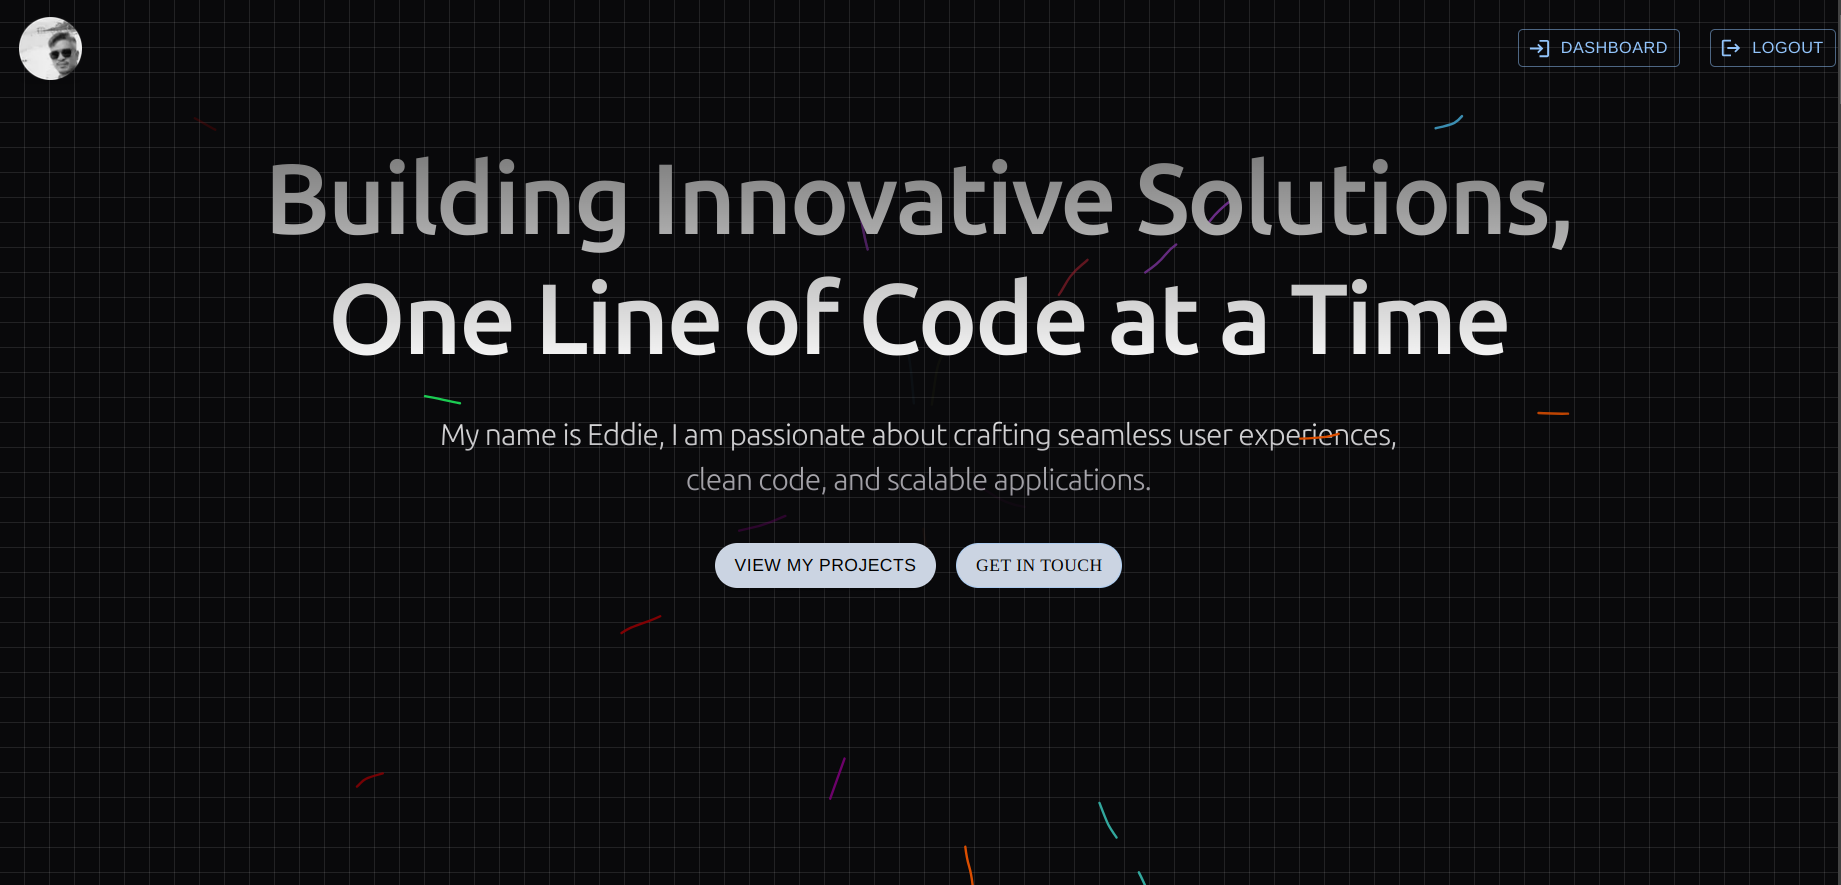 DASHBOARD
LOGOUT
Building Innovative Solutions,
One Line of Code at a Time
My name is Eddie, I am passionate about crafting seamless user experiences,
clean code, and scalable applications.
VIEW MY PROJECTS
GET IN TOUCH